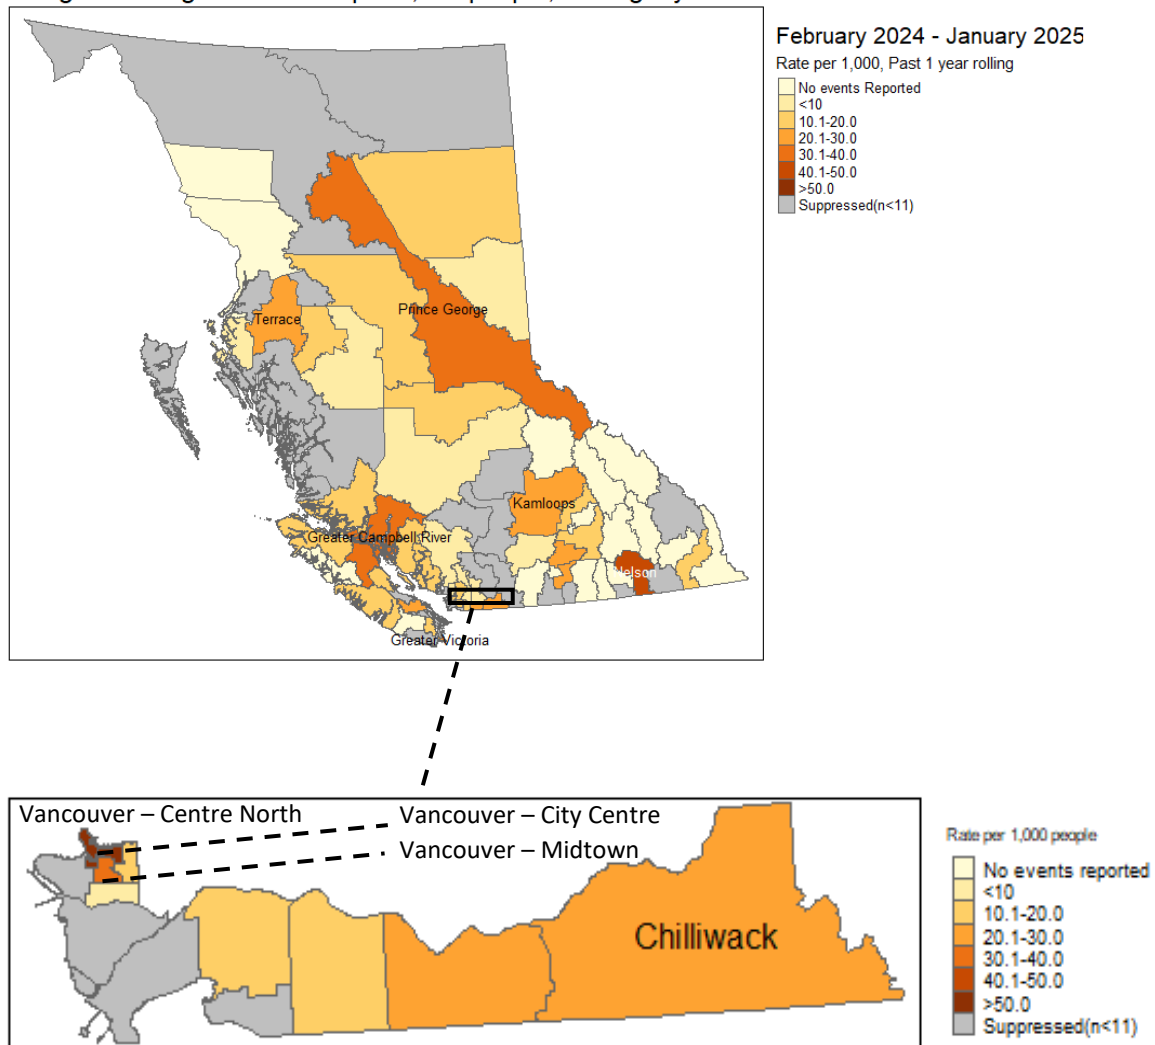 February 2024 - January 2025
Rate per 1,000, Past 1 year rolling
No events Reported
<10
10.1-20.0
20.1-30.0
30.1-40.0
40.1-50.0
>50.0
Suppressed(n<11)
Prince George
Terrace
Kamloops
Greater Campbell River
Nelson
Greater Victoria
Vancouver – Centre North
Vancouver – City Centre
Vancouver – Midtown
Chilliwack
Rate per 1,000 people
No events reported
<10
10.1-20.0
20.1-30.0
30.1-40.0
40.1-50.0
>50.0
Suppressed(n<11)